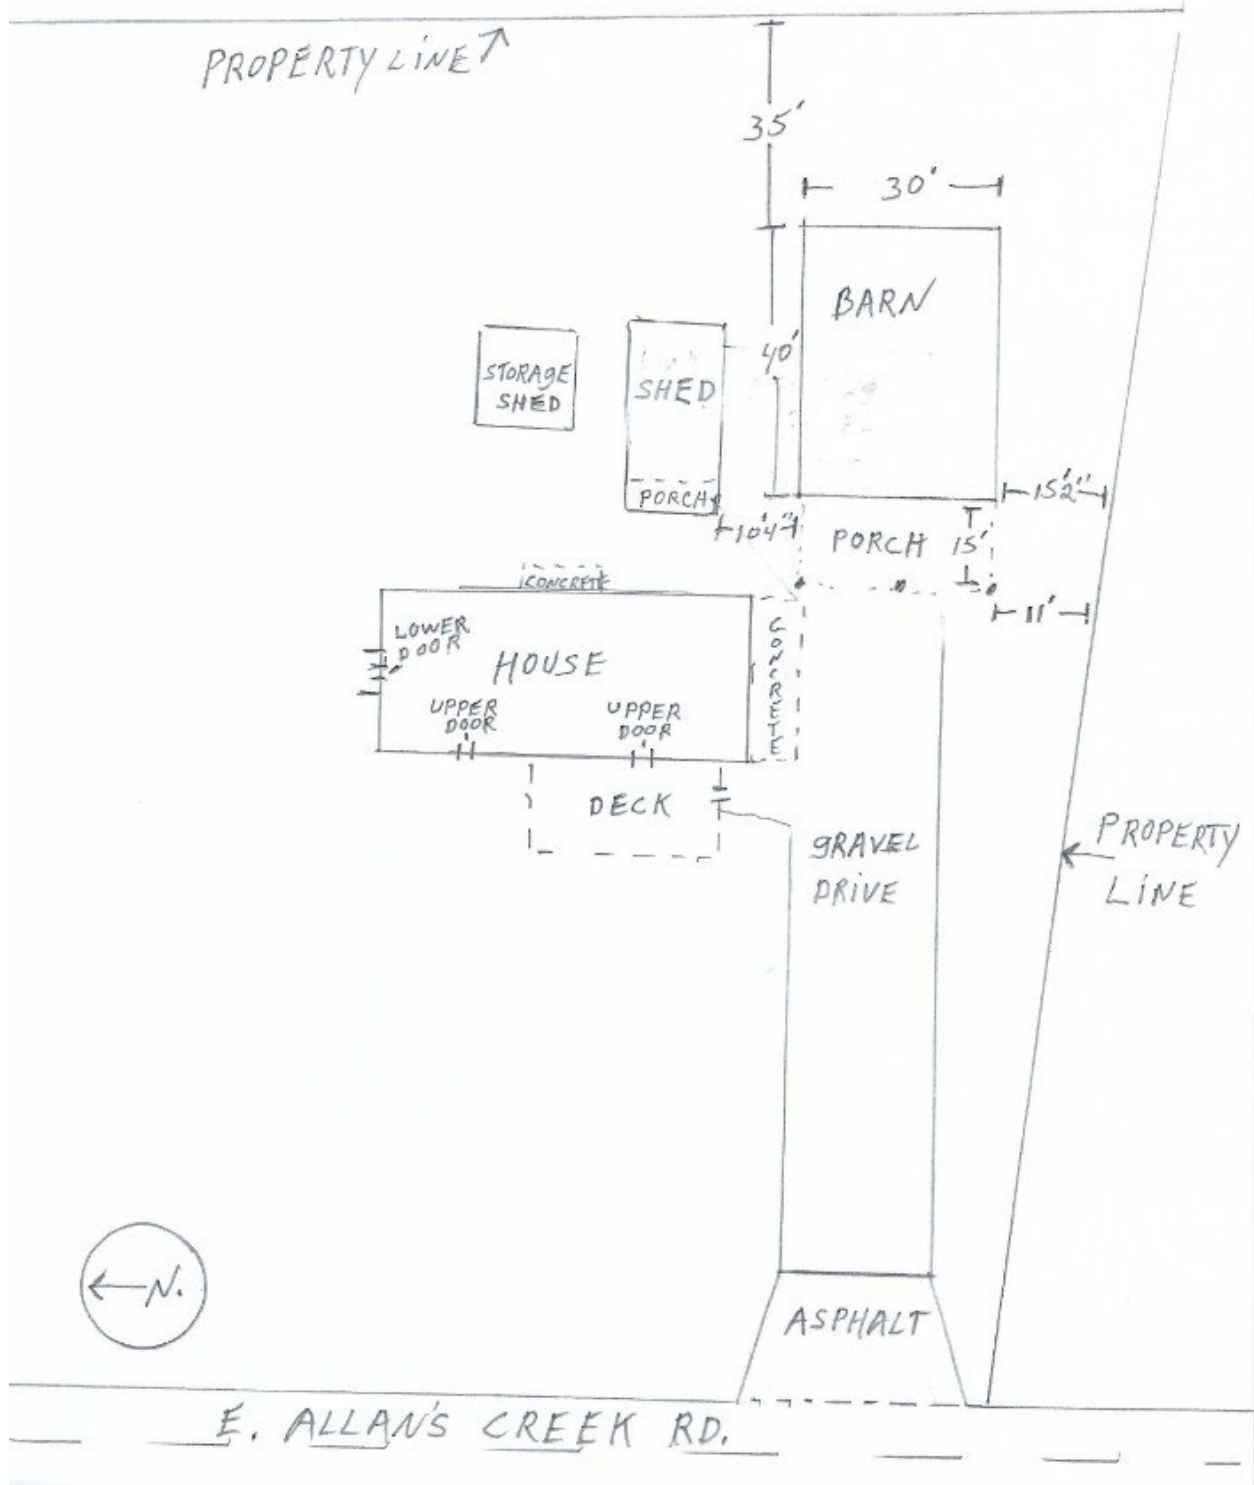 PROPERTY LINE
35'
30'
BARN
40'
STORAGE
SHED
SHED
PORCH
15'2"
10'4"
PORCH
15'
11'
CONCRETE
LOWER
DOOR
HOUSE
UPPER
DOOR
UPPER
DOOR
CONCRETE
DECK
GRAVEL
DRIVE
PROPERTY
LINE
N.
ASPHALT
E. ALLAN'S CREEK RD.